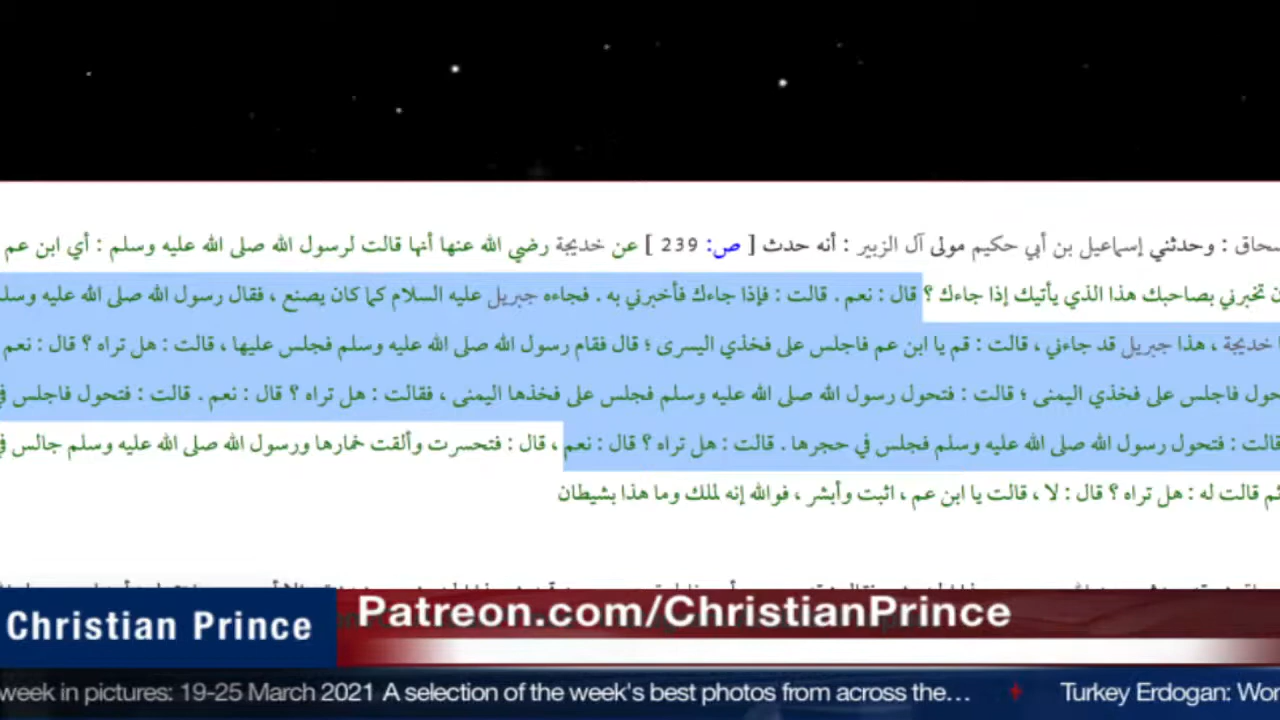 سحاق : وحدثني إسماعيل بن أبي حكيم مولى آل الزبير : أنه حدث [ ص: 239 ] عن خديجة رضي الله عنها أنها قالت لرسول الله صلى الله عليه وسلم : أي ابن عم
ن تخبرني بصاحبك هذا الذي يأتيك إذا جاءك ؟ قال : نعم . قالت : فإذا جاءك فأخبرني به . فجاءه جبريل عليه السلام كما كان يصنع ، فقال رسول الله صلى الله عليه وسل
ا خديجة ، هذا جبريل قد جاءني ، قالت : قم يا ابن عم فاجلس على فخذي اليسرى ؛ قال فقام رسول الله صلى الله عليه وسلم فجلس عليها ، قالت : هل تراه ؟ قال : نعم
حول فاجلس على فخذي اليمنى ؛ قالت : فتحول رسول الله صلى الله عليه وسلم فجلس على فخذها اليمنى ، فقالت : هل تراه ؟ قال : نعم . قالت : فتحول فاجلس في
قالت : فتحول رسول الله صلى الله عليه وسلم فجلس في حجرها . قالت : هل تراه ؟ قال : نعم ، قال : فتحسرت وألقت خمارها ورسول الله صلى الله عليه وسلم جالس في
ثم قالت له : هل تراه ؟ قال : لا ، قالت يا ابن عم ، اثبت وأبشر ، فوالله إنه لملك وما هذا بشيطان
Christian Prince
Patreon.com/ChristianPrince
week in pictures: 19-25 March 2021 A selection of the week's best photos from across the… Turkey Erdogan: Wor